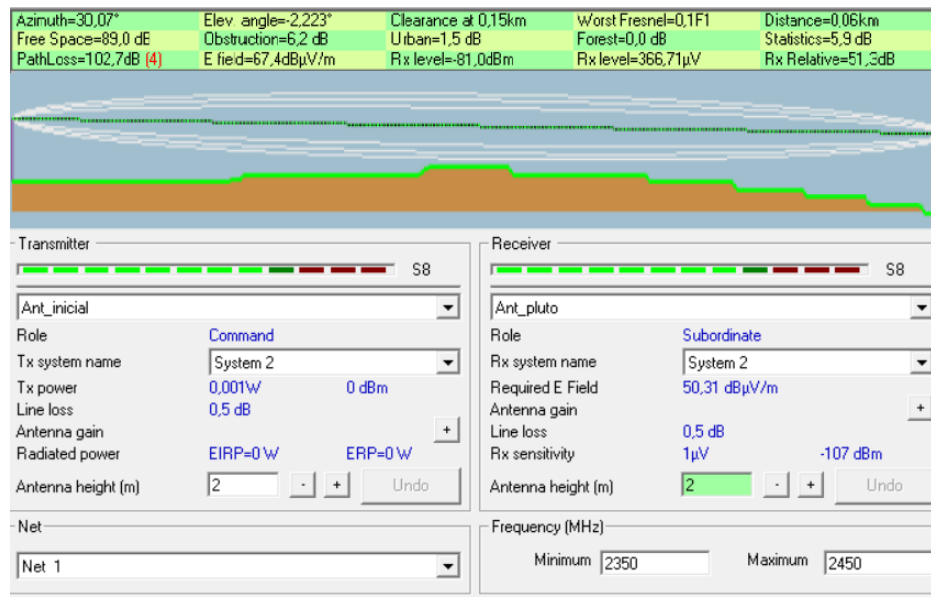 Azimuth=30,07° Elev. angle=-2,223° Clearance at 0,15km Worst Fresnel=0,1F1 Distance=0,06km
Free Space=89,0 dB Obstruction=6,2 dB Urban=1,5 dB Forest=0,0 dB Statistics=5,9 dB
PathLoss=102,7dB (4) E field=67,4dBµV/m Rx level=-81,0dBm Rx level=366,71µV Rx Relative=51,3dB
Transmitter Receiver
S8 S8
Ant_inicial Ant_pluto
Role Command Role Subordinate
Tx system name System 2 Rx system name System 2
Tx power 0,001W 0 dBm Required E Field 50,31 dBµV/m
Line loss 0,5 dB Antenna gain +
Antenna gain + Line loss 0,5 dB
Radiated power EIRP=0 W ERP=0 W Rx sensitivity 1µV -107 dBm
Antenna height (m) 2 - + Undo Antenna height (m) 2 - + Undo
Net Frequency (MHz)
Net 1 Minimum 2350 Maximum 2450